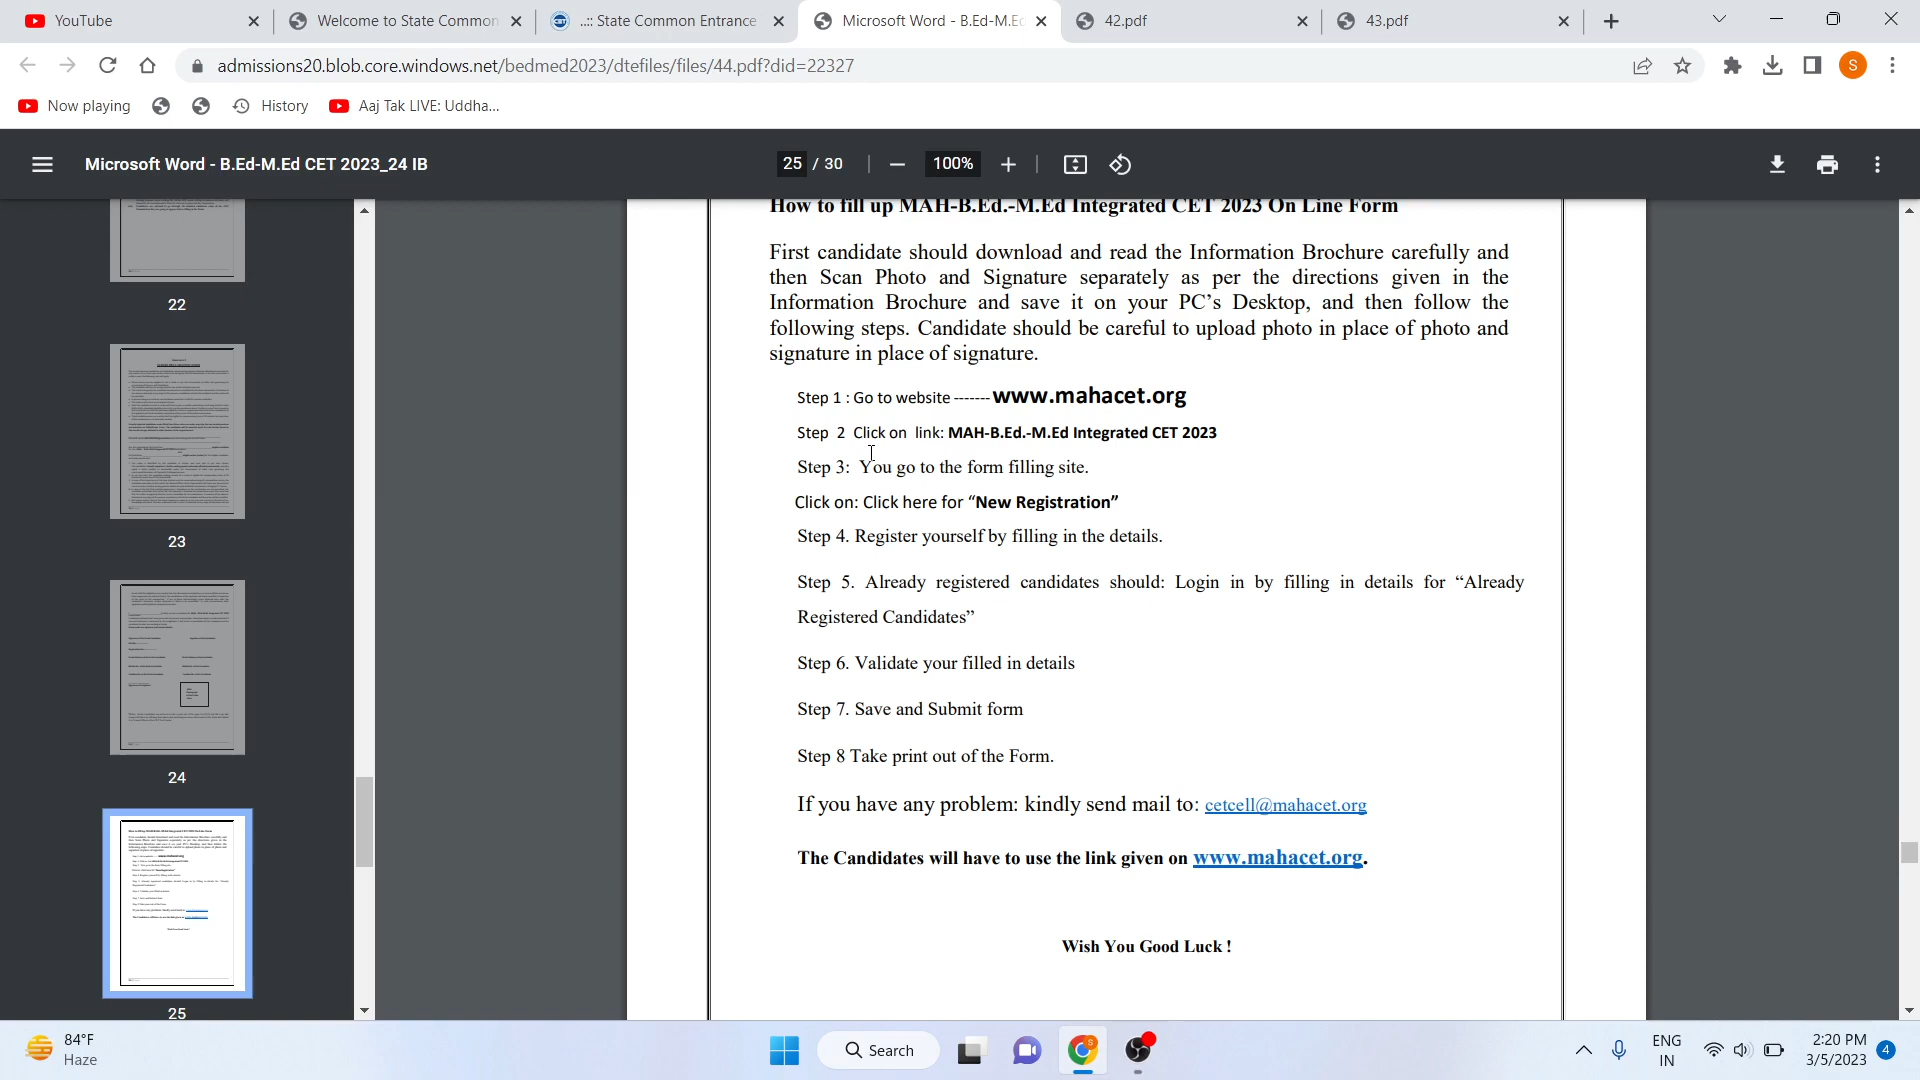 YouTube
Welcome to State Common
..:: State Common Entrance
Microsoft Word - B.Ed-M.Ed
42.pdf
43.pdf
admissions20.blob.core.windows.net/bedmed2023/dtefiles/files/44.pdf?did=22327
S
Now playing
History
Aaj Tak LIVE: Uddha...
Microsoft Word - B.Ed-M.Ed CET 2023_24 IB
25 / 30
100%
22
23
24
25
How to fill up MAH-B.Ed.-M.Ed Integrated CET 2023 On Line Form
First candidate should download and read the Information Brochure carefully and
then Scan Photo and Signature separately as per the directions given in the
Information Brochure and save it on your PC’s Desktop, and then follow the
following steps. Candidate should be careful to upload photo in place of photo and
signature in place of signature.
Step 1 : Go to website -------www.mahacet.org
Step 2 Click on link: MAH-B.Ed.-M.Ed Integrated CET 2023
Step 3: You go to the form filling site.
Click on: Click here for “New Registration”
Step 4. Register yourself by filling in the details.
Step 5. Already registered candidates should: Login in by filling in details for “Already
Registered Candidates”
Step 6. Validate your filled in details
Step 7. Save and Submit form
Step 8 Take print out of the Form.
If you have any problem: kindly send mail to: cetcell@mahacet.org
The Candidates will have to use the link given on www.mahacet.org.
Wish You Good Luck !
84°F
Haze
Search
ENG
IN
2:20 PM
3/5/2023
4